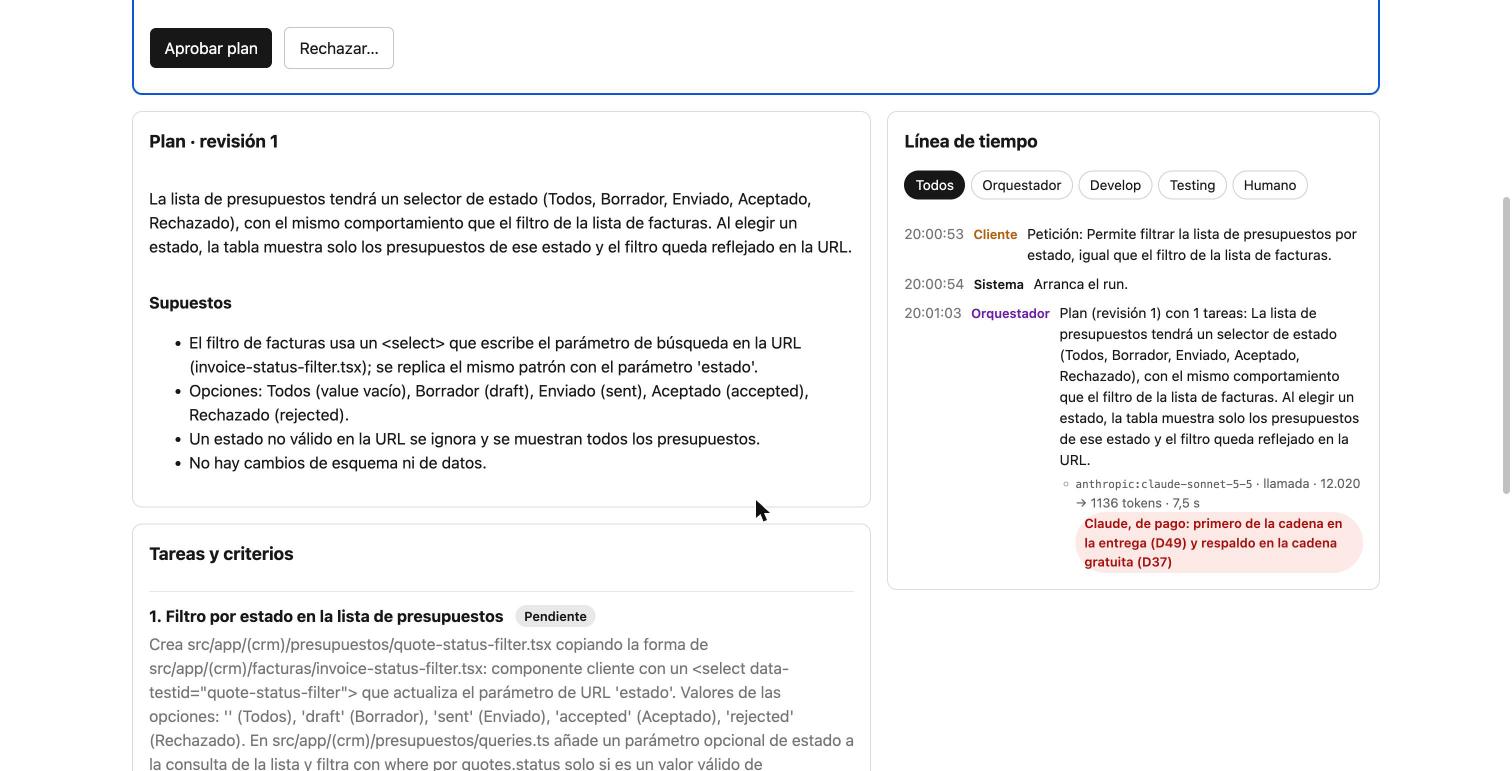 Aprobar plan
Rechazar...
Plan · revisión 1
La lista de presupuestos tendrá un selector de estado (Todos, Borrador, Enviado, Aceptado,
Rechazado), con el mismo comportamiento que el filtro de la lista de facturas. Al elegir un
estado, la tabla muestra solo los presupuestos de ese estado y el filtro queda reflejado en la URL.
Supuestos
• El filtro de facturas usa un <select> que escribe el parámetro de búsqueda en la URL
(invoice-status-filter.tsx); se replica el mismo patrón con el parámetro 'estado'.
• Opciones: Todos (value vacío), Borrador (draft), Enviado (sent), Aceptado (accepted),
Rechazado (rejected).
• Un estado no válido en la URL se ignora y se muestran todos los presupuestos.
• No hay cambios de esquema ni de datos.
Tareas y criterios
1. Filtro por estado en la lista de presupuestos Pendiente
Crea src/app/(crm)/presupuestos/quote-status-filter.tsx copiando la forma de
src/app/(crm)/facturas/invoice-status-filter.tsx: componente cliente con un <select data-
testid="quote-status-filter"> que actualiza el parámetro de URL 'estado'. Valores de las
opciones: '' (Todos), 'draft' (Borrador), 'sent' (Enviado), 'accepted' (Aceptado), 'rejected'
(Rechazado). En src/app/(crm)/presupuestos/queries.ts añade un parámetro opcional de estado a
la consulta de la lista y filtra con where por quotes.status solo si es un valor válido de
Línea de tiempo
Todos Orquestador Develop Testing Humano
20:00:53 Cliente Petición: Permite filtrar la lista de presupuestos por
estado, igual que el filtro de la lista de facturas.
20:00:54 Sistema Arranca el run.
20:01:03 Orquestador Plan (revisión 1) con 1 tareas: La lista de
presupuestos tendrá un selector de estado
(Todos, Borrador, Enviado, Aceptado,
Rechazado), con el mismo comportamiento
que el filtro de la lista de facturas. Al elegir un
estado, la tabla muestra solo los presupuestos
de ese estado y el filtro queda reflejado en la
URL.
anthropic:claude-sonnet-5-5 · llamada · 12.020
→ 1136 tokens · 7,5 s
Claude, de pago: primero de la cadena en
la entrega (D49) y respaldo en la cadena
gratuita (D37)